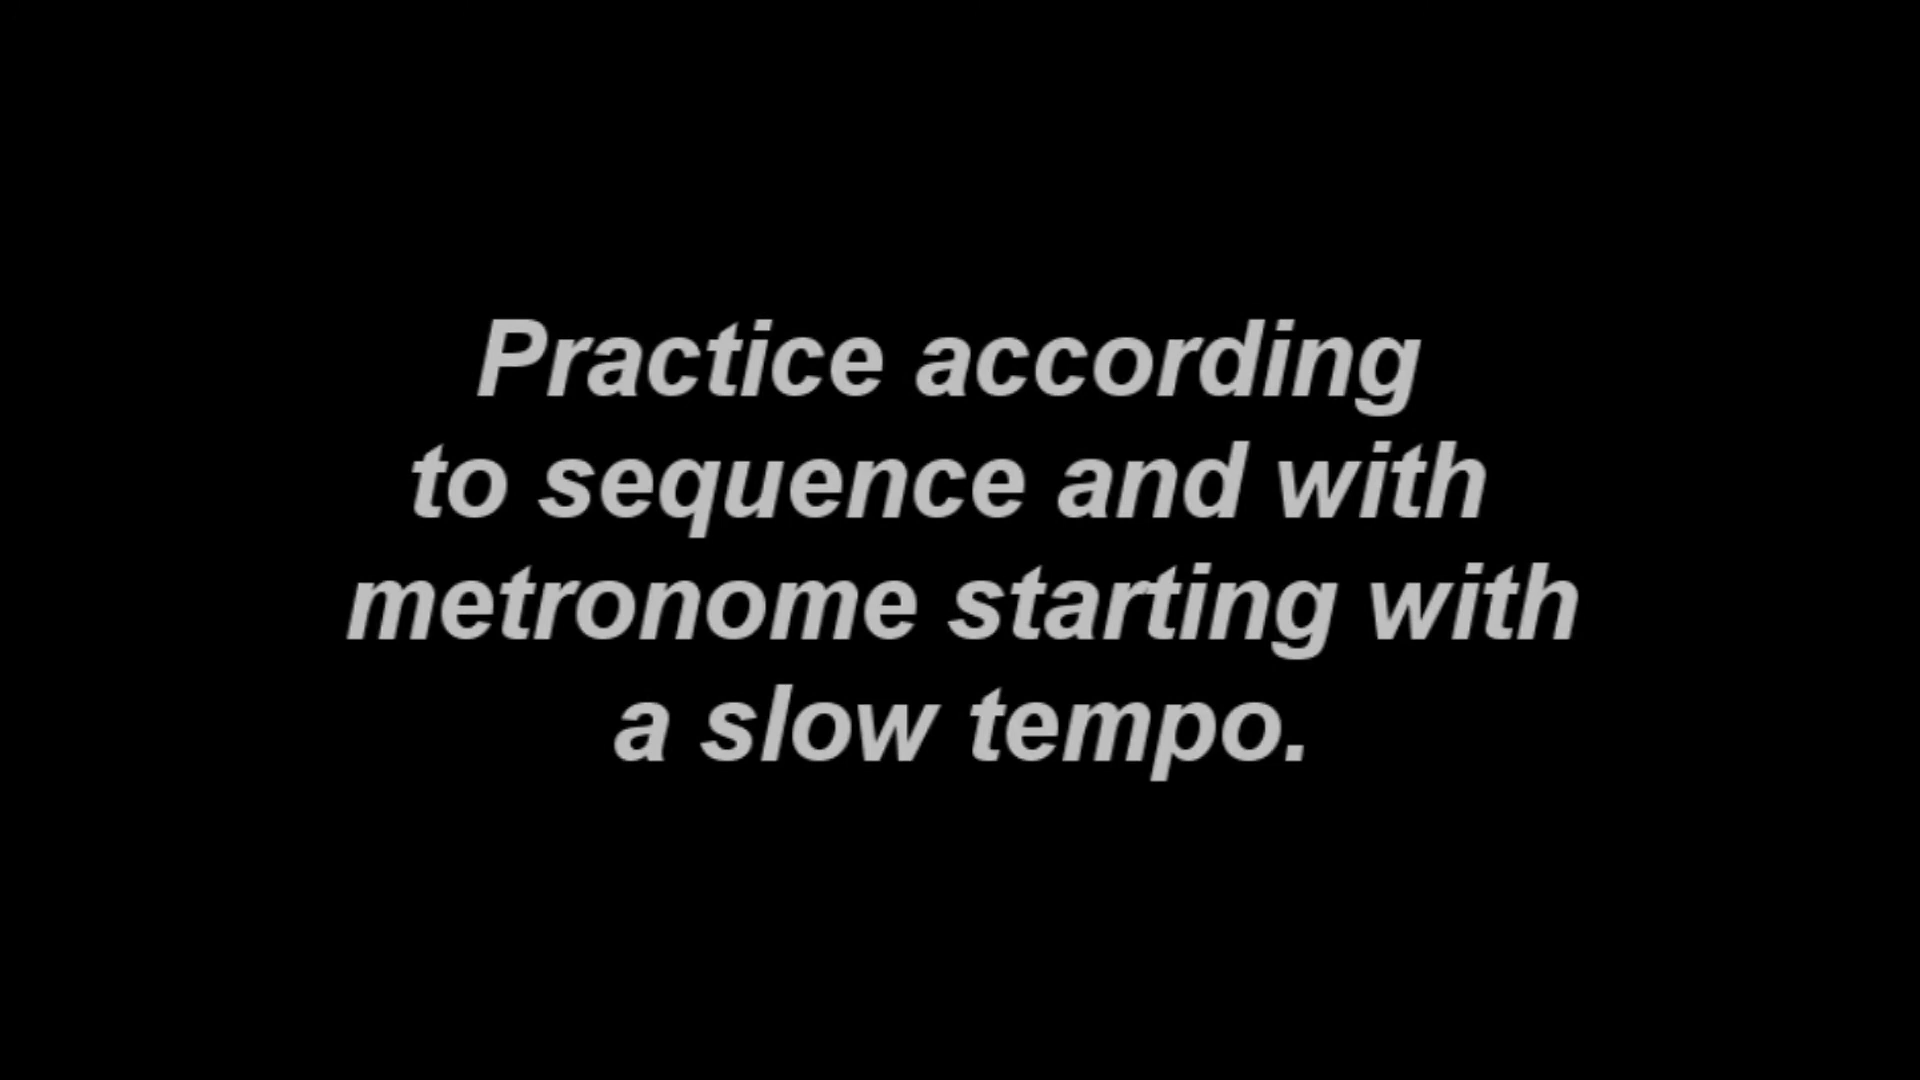 Practice according
to sequence and with
metronome starting with
a slow tempo.